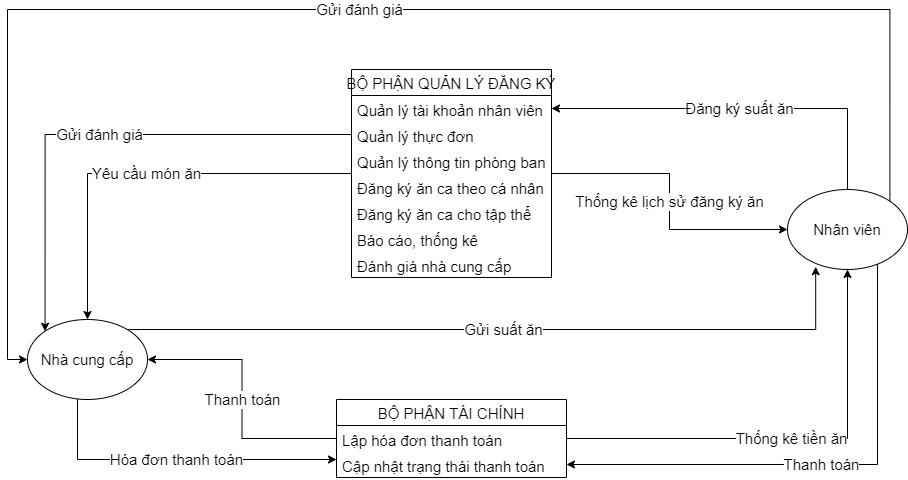 Gửi đánh giá
BỘ PHẬN QUẢN LÝ ĐĂNG KÝ
Quản lý tài khoản nhân viên
Đăng ký suất ăn
Gửi đánh giá
Quản lý thực đơn
Quản lý thông tin phòng ban
Yêu cầu món ăn
Đăng ký ăn ca theo cá nhân
Thống kê lịch sử đăng ký ăn
Đăng ký ăn ca cho tập thể
Nhân viên
Báo cáo, thống kê
Đánh giá nhà cung cấp
Gửi suất ăn
Nhà cung cấp
Thanh toán
BỘ PHẬN TÀI CHÍNH
Lập hóa đơn thanh toán
Thống kê tiền ăn
Hóa đơn thanh toán
Cập nhật trạng thái thanh toán
Thanh toán